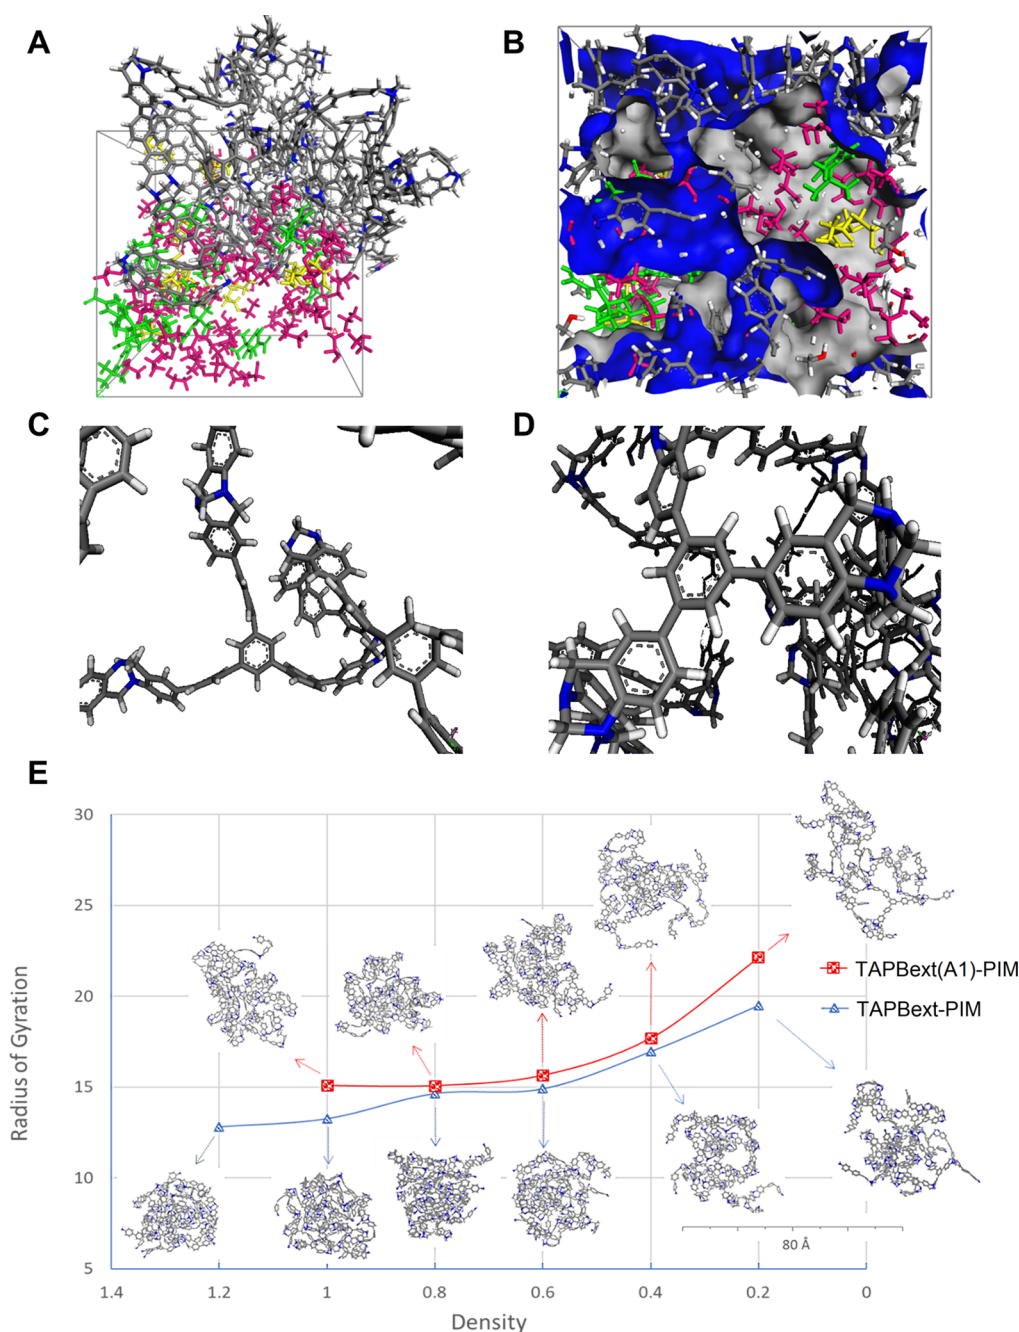 A
B
C
D
E
30
25
20
15
10
5
Radius of Gyration
TAPBext(A1)-PIM
TAPBext-PIM
80 Å
1.4 1.2 1 0.8 0.6 0.4 0.2 0
Density